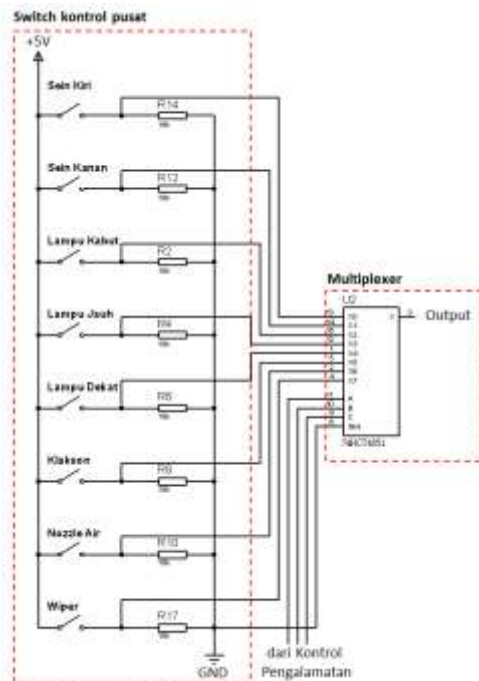 Switch kontrol pusat
+5V
Sein Kiri
R14
Sein Kanan
R12
Lampu Kabut
R2
Lampu Jauh
R4
Lampu Dekat
R6
Klakson
R8
Nozzle Air
R10
Wiper
R17
GND
Multiplexer
U2
Output
A
B
C
dari Kontrol
Pengalamatan